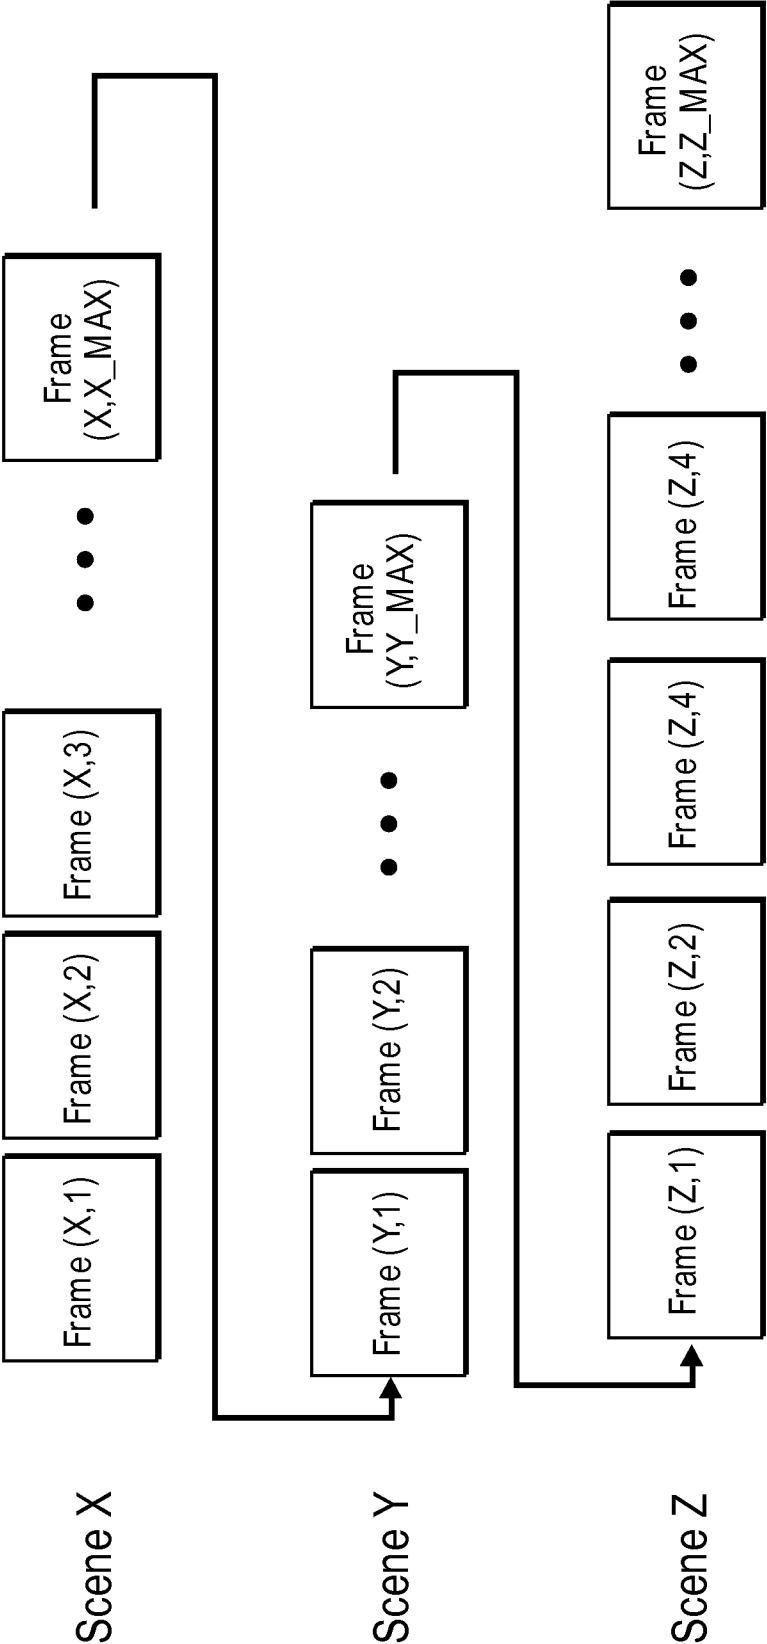 Scene X
Frame (X,1)
Frame (X,2)
Frame (X,3)
Frame
(X,X_MAX)
Scene Y
Frame (Y,1)
Frame (Y,2)
Frame
(Y,Y_MAX)
Scene Z
Frame (Z,1)
Frame (Z,2)
Frame (Z,4)
Frame (Z,4)
Frame
(Z,Z_MAX)